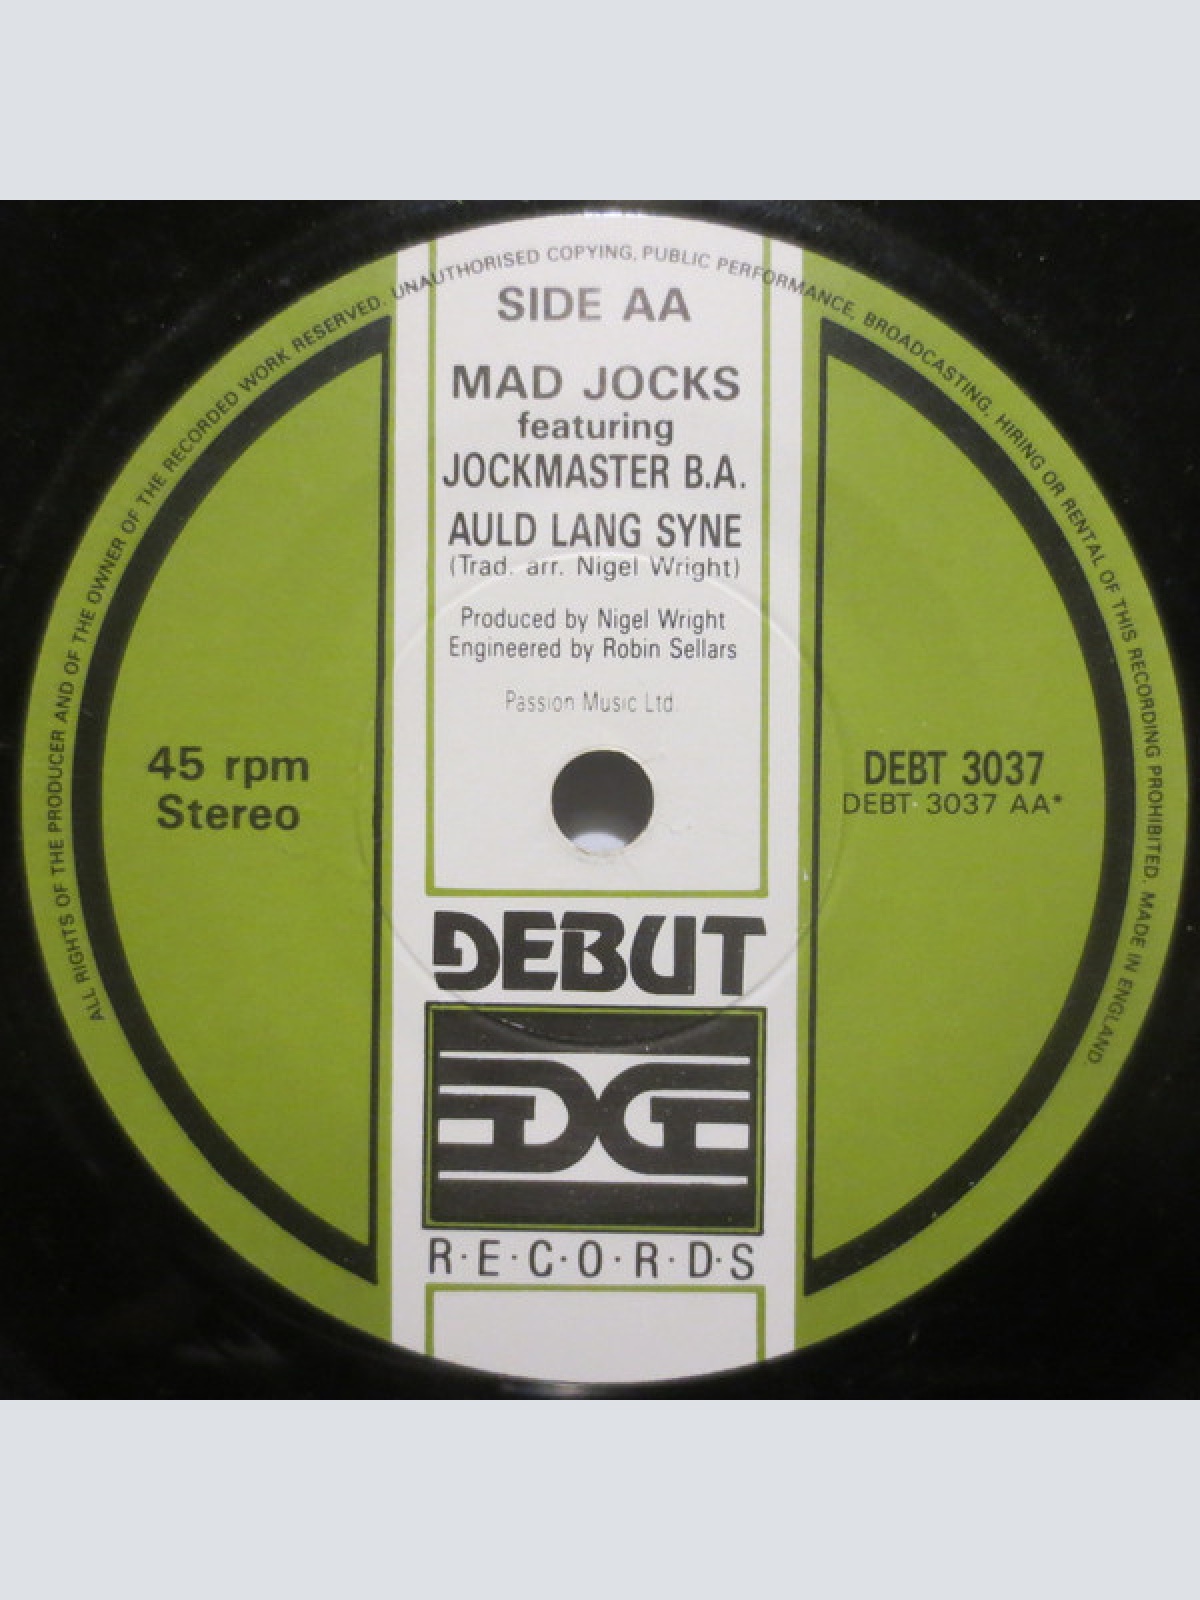 ALL RIGHTS OF THE PRODUCER AND OF THE OWNER OF THE RECORDED WORK RESERVED. UNAUTHORISED COPYING, PUBLIC PERFORMANCE, BROADCASTING, HIRING OR RENTAL OF THIS RECORDING PROHIBITED. MADE IN ENGLAND.
SIDE AA
MAD JOCKS
featuring
JOCKMASTER B.A.
AULD LANG SYNE
(Trad. arr. Nigel Wright)
Produced by Nigel Wright
Engineered by Robin Sellars
Passion Music Ltd.
45 rpm
Stereo
DEBT 3037
DEBT 3037 AA*
DEBUT
R·E·C·O·R·D·S